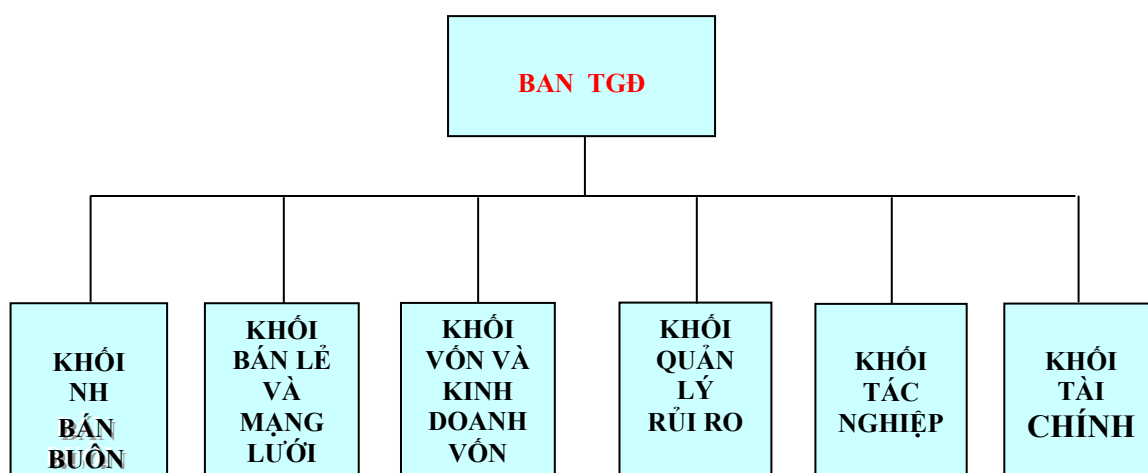 BAN TGĐ
KHỐI
NH
BÁN
BUÔN
KHỐI
BÁN LẺ
VÀ
MẠNG
LƯỚI
KHỐI
VỐN VÀ
KINH
DOANH
VỐN
KHỐI
QUẢN
LÝ
RỦI RO
KHỐI
TÁC
NGHIỆP
KHỐI
TÀI
CHÍNH